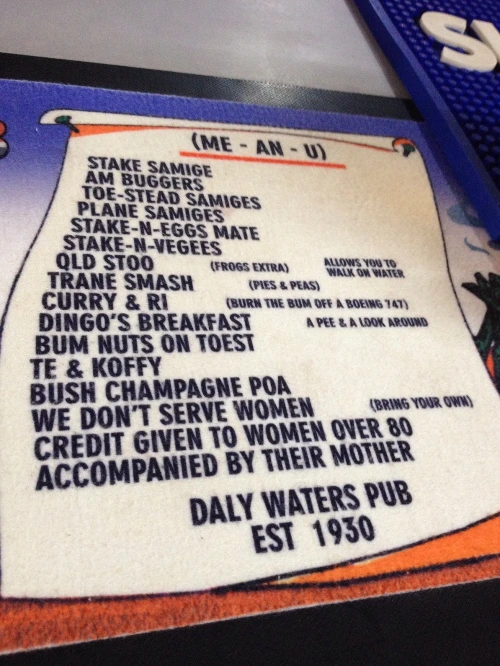 (ME - AN - U)
STAKE SAMIGE
AM BUGGERS
TOE-STEAD SAMIGES
PLANE SAMIGES
STAKE-N-EGGS MATE
STAKE-N-VEGEES
QLD STOO (FROGS EXTRA) ALLOWS YOU TO WALK ON WATER
TRANE SMASH (PIES & PEAS)
CURRY & RI (BURN THE BUM OFF A BOEING 747)
DINGO'S BREAKFAST A PEE & A LOOK AROUND
BUM NUTS ON TOEST
TE & KOFFY
BUSH CHAMPAGNE POA
WE DON'T SERVE WOMEN (BRING YOUR OWN)
CREDIT GIVEN TO WOMEN OVER 80
ACCOMPANIED BY THEIR MOTHER
DALY WATERS PUB
EST 1930